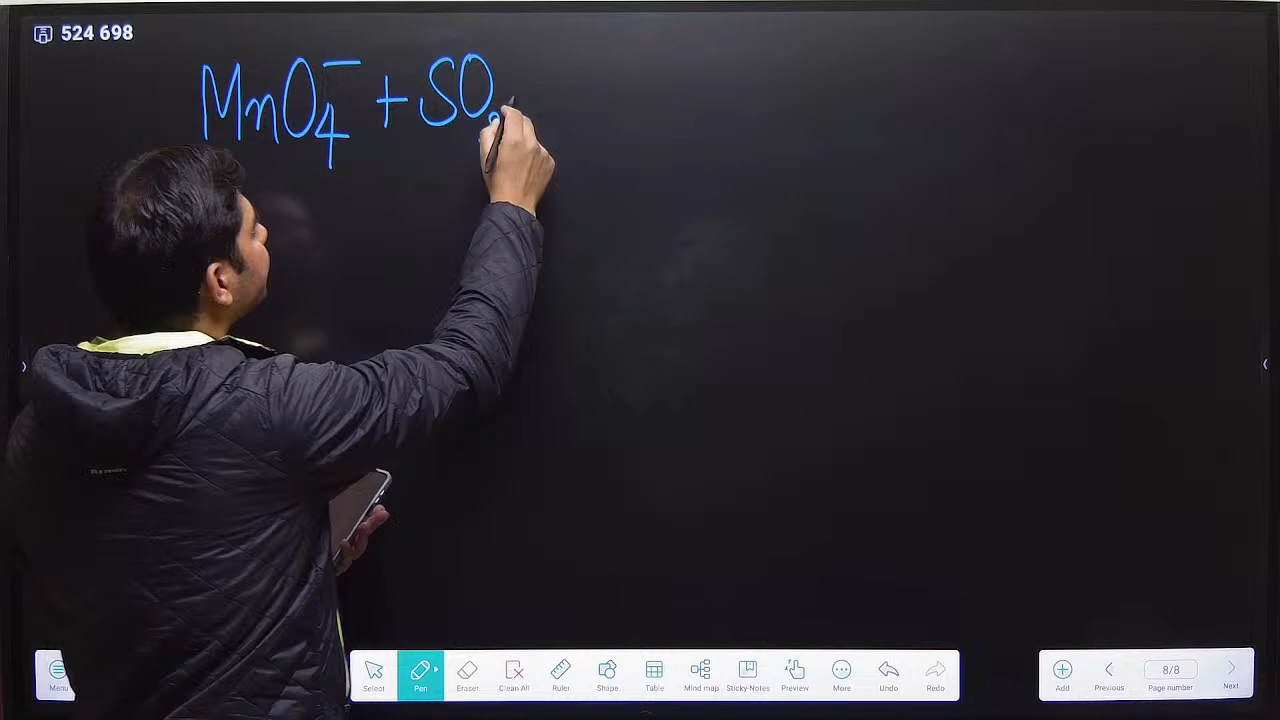 524 698
MnO₄⁻ + SO
Menu
Select
Pen
Eraser
Clean All
Ruler
Shape
Table
Mind map
Sticky-Notes
Preview
More
Undo
Redo
Add
Previous
8/8
Page number
Next